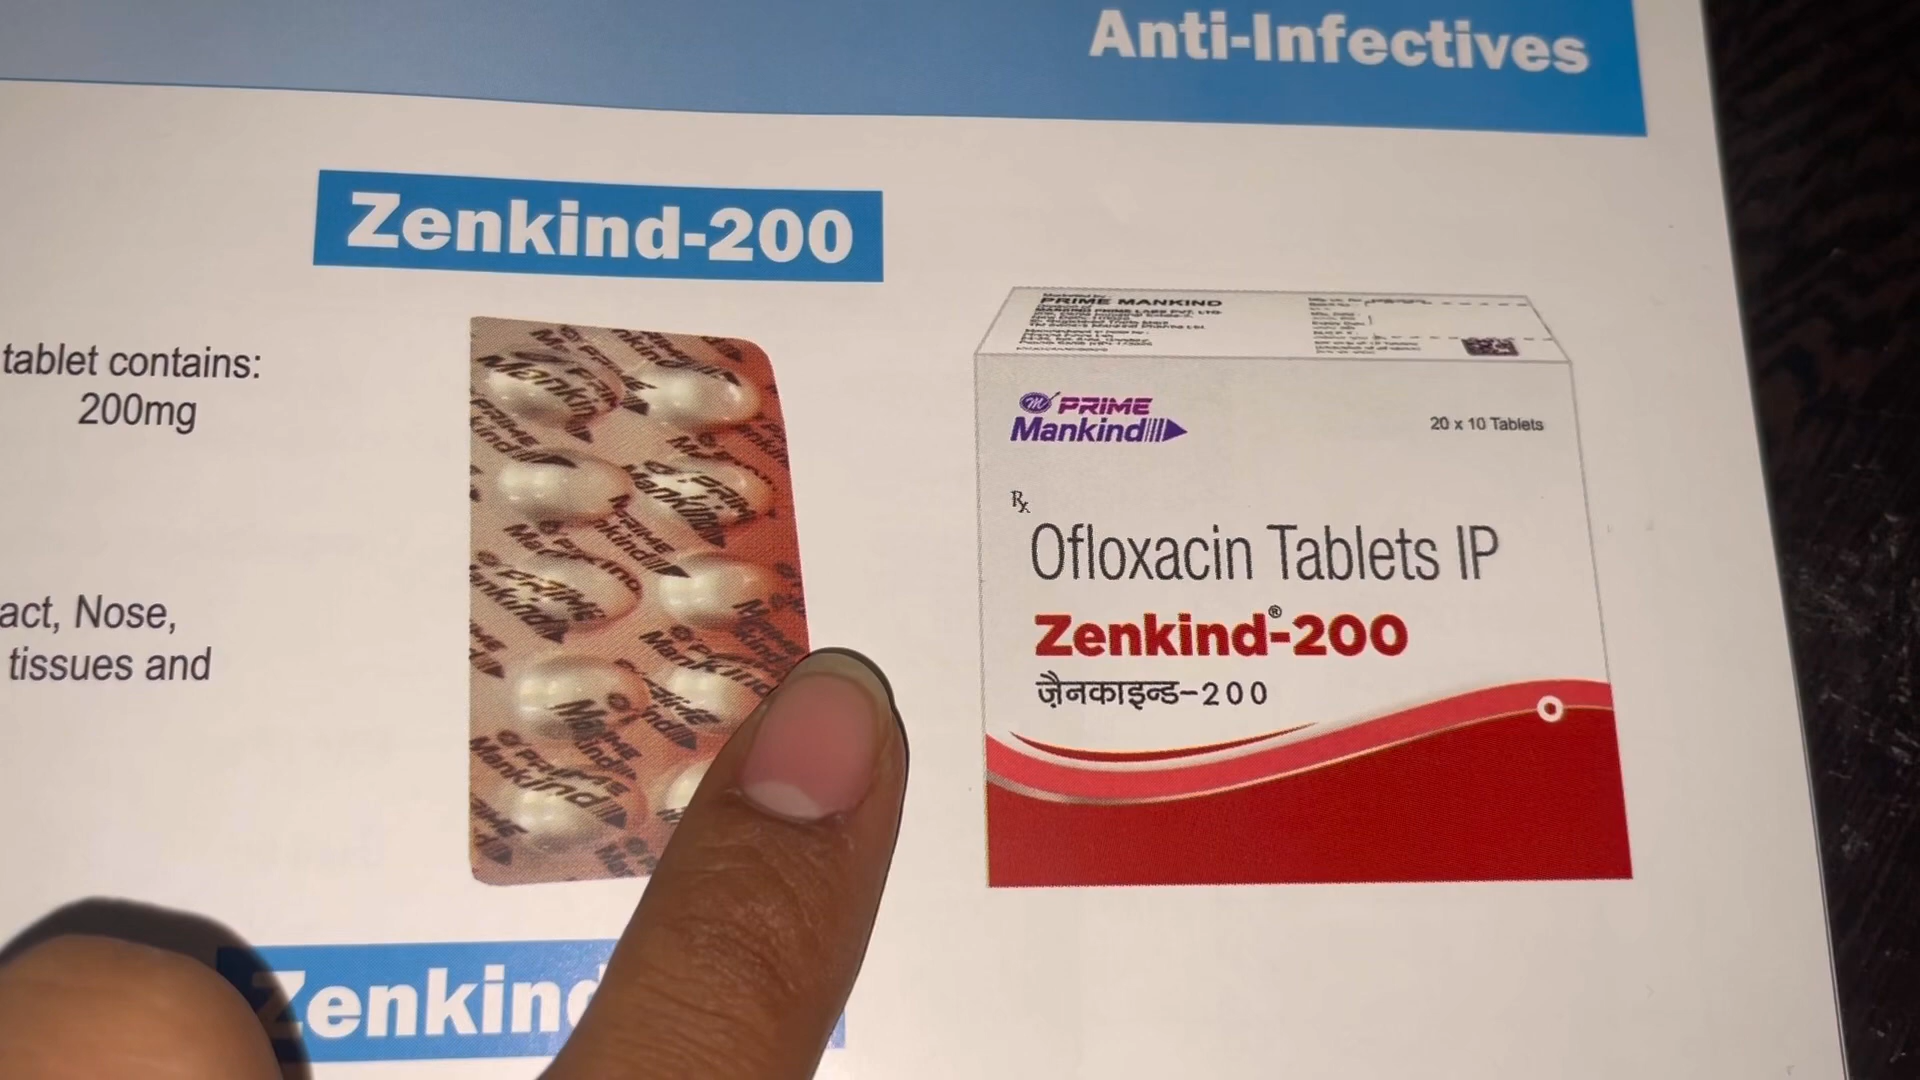 Anti-Infectives
Zenkind-200
tablet contains:
200mg
act, Nose,
tissues and
PRIME MANKIND
PRIME
Mankind
20 x 10 Tablets
Rx
Ofloxacin Tablets IP
Zenkind®-200
ज़ैनकाइन्ड-200
Zenkind